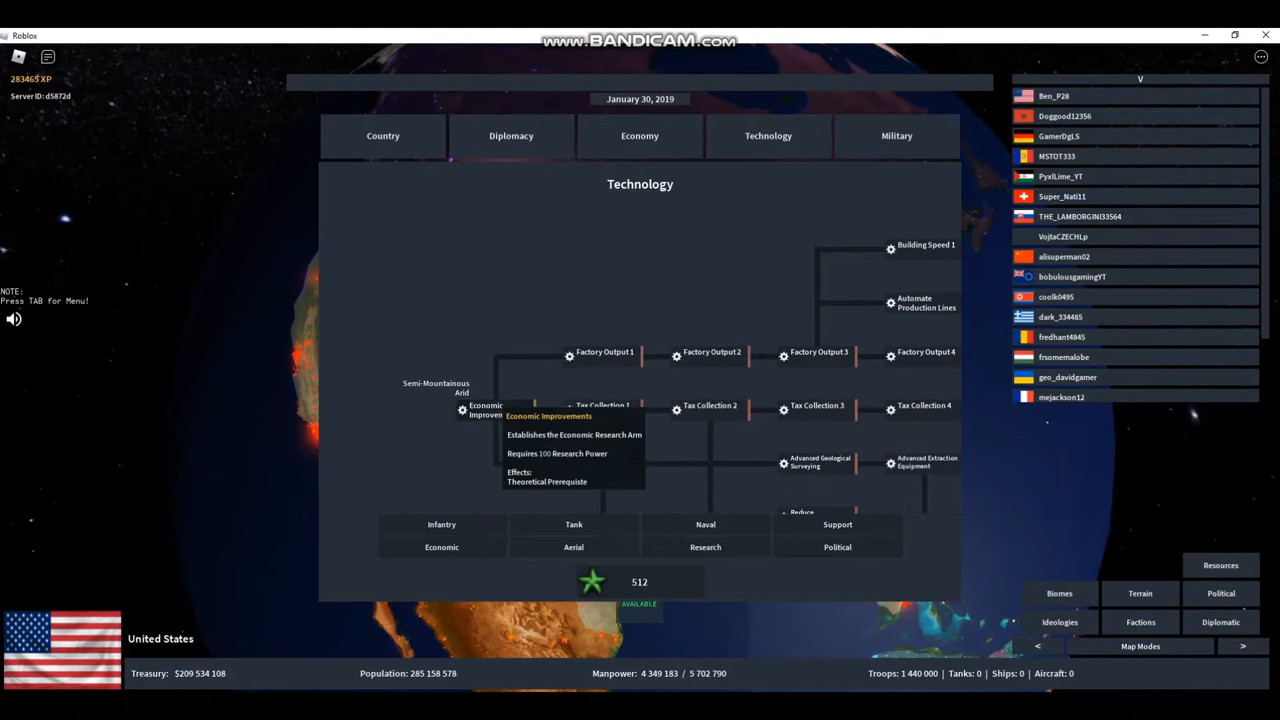 www.BANDICAM.com
Roblox
283465 XP
Server ID: d5872d
January 30, 2019
V
Country
Diplomacy
Economy
Technology
Military
Technology
Ben_P28
Doggood12356
GamerDgLS
MSTOT333
PyxlLime_YT
Super_Nati11
THE_LAMBORGINI33564
VojtaCZECHLp
alisuperman02
bobulousgamingYT
coolk0495
dark_334485
fredhant4845
frsomemalobe
geo_davidgamer
mejackson12
NOTE:
Press TAB for Menu!
Building Speed 1
Automate
Production Lines
Factory Output 1
Factory Output 2
Factory Output 3
Factory Output 4
Semi-Mountainous
Arid
Economic
Improvem
Tax Collection 1
Tax Collection 2
Tax Collection 3
Tax Collection 4
Economic Improvements
Establishes the Economic Research Arm
Requires 100 Research Power
Effects:
Theoretical Prerequiste
Advanced Geological
Surveying
Advanced Extraction
Equipment
Reduce
Infantry
Tank
Naval
Support
Economic
Aerial
Research
Political
512
AVAILABLE
Resources
Biomes
Terrain
Political
Ideologies
Factions
Diplomatic
<
Map Modes
>
United States
Treasury: $209 534 108
Population: 285 158 578
Manpower: 4 349 183 / 5 702 790
Troops: 1 440 000 | Tanks: 0 | Ships: 0 | Aircraft: 0